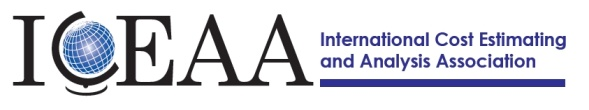 ICEAA
International Cost Estimating
and Analysis Association